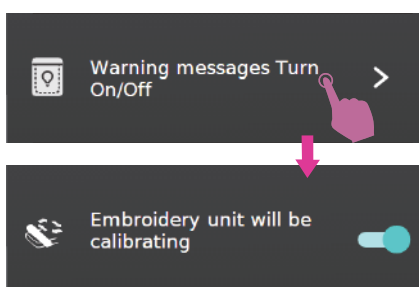 Warning messages Turn
On/Off
Embroidery unit will be
calibrating